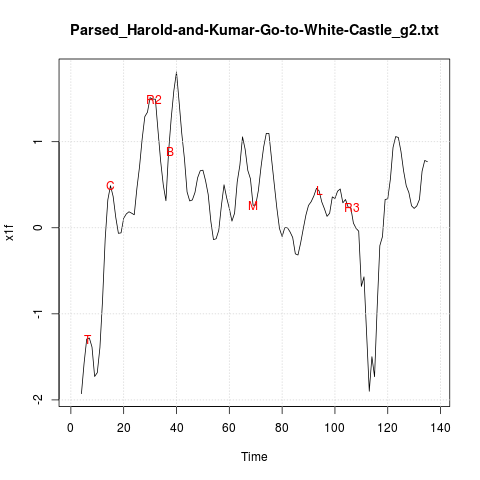 Parsed_Harold-and-Kumar-Go-to-White-Castle_g2.txt
x1f
1
0
-1
-2
T
C
R2
B
M
L
R3
0 20 40 60 80 100 120 140
Time